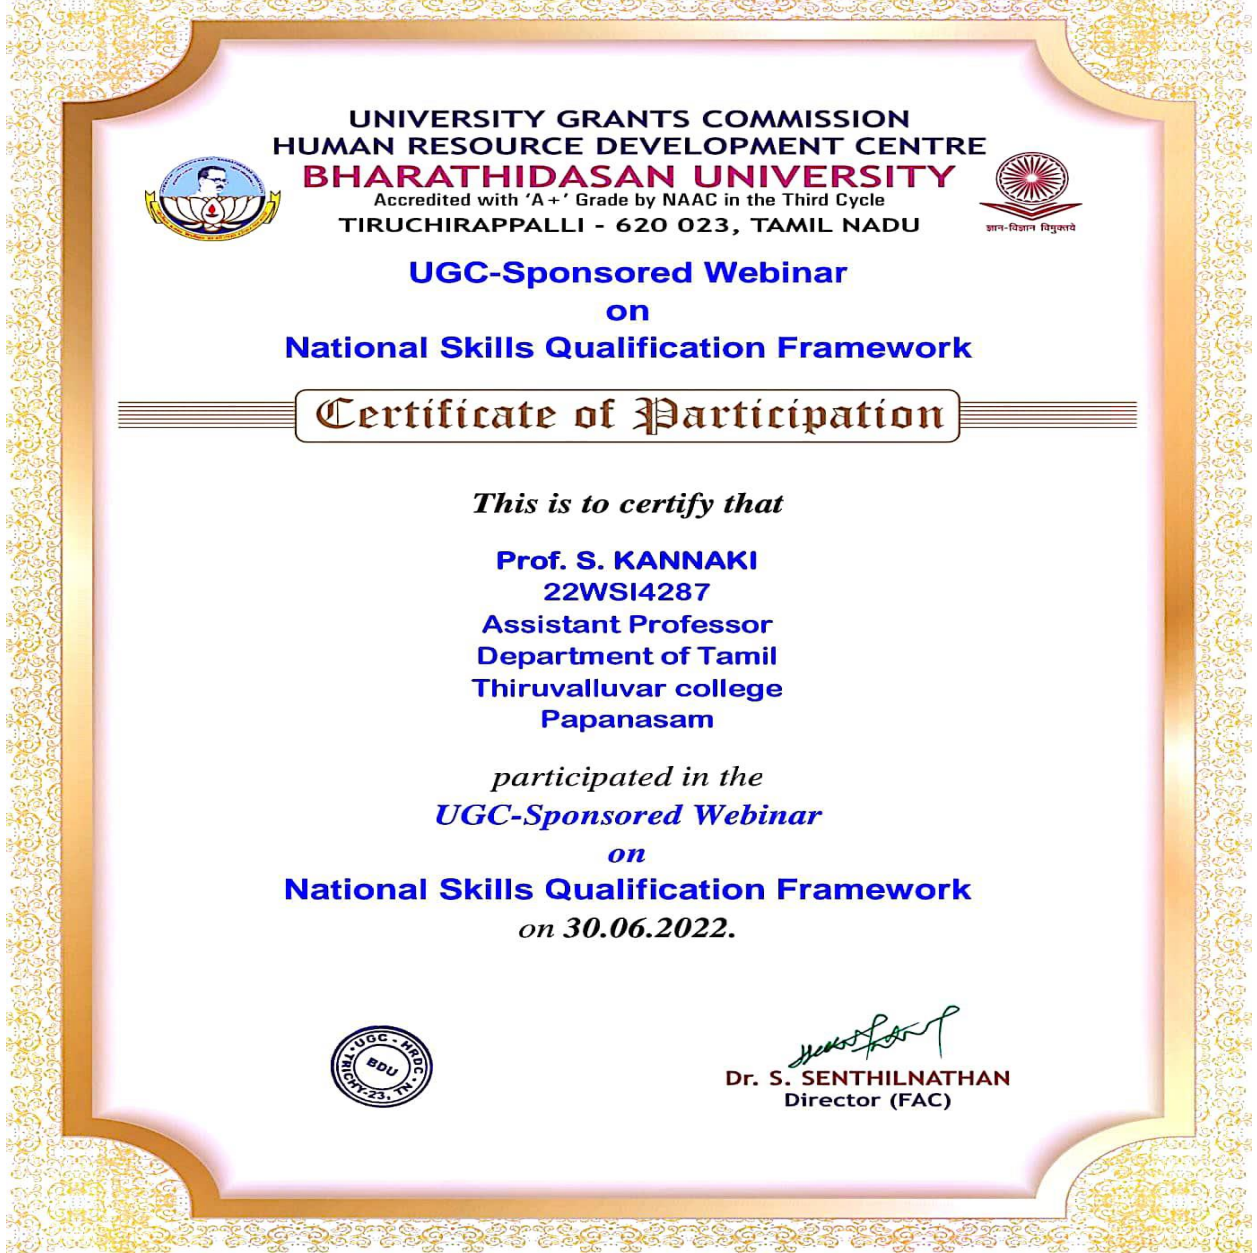 UNIVERSITY GRANTS COMMISSION
HUMAN RESOURCE DEVELOPMENT CENTRE
BHARATHIDASAN UNIVERSITY
Accredited with ‘A+’ Grade by NAAC in the Third Cycle
TIRUCHIRAPPALLI - 620 023, TAMIL NADU
ज्ञान-विज्ञान विमुक्तये
UGC-Sponsored Webinar
on
National Skills Qualification Framework
Certificate of Participation
This is to certify that
Prof. S. KANNAKI
22WSI4287
Assistant Professor
Department of Tamil
Thiruvalluvar college
Papanasam
participated in the
UGC-Sponsored Webinar
on
National Skills Qualification Framework
on 30.06.2022.
UGC - HRDC
BDU
TRICHY-23, TN
Dr. S. SENTHILNATHAN
Director (FAC)